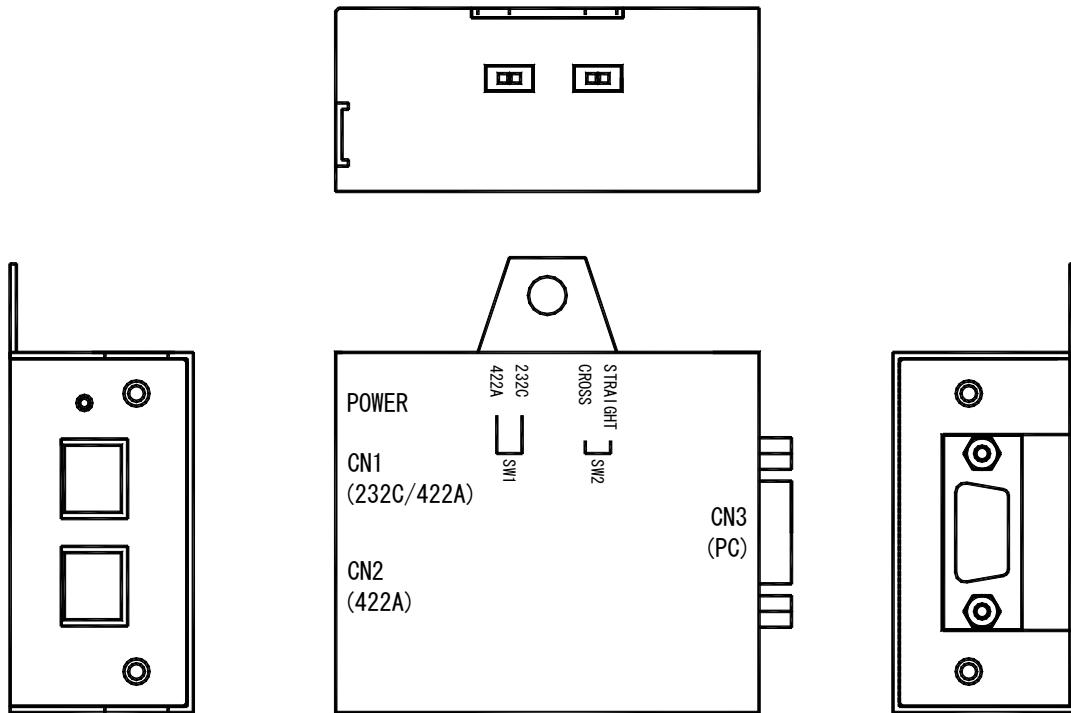 POWER
CN1
(232C/422A)
CN2
(422A)
232C
422A
SW1
STRAIGHT
CROSS
SW2
CN3
(PC)